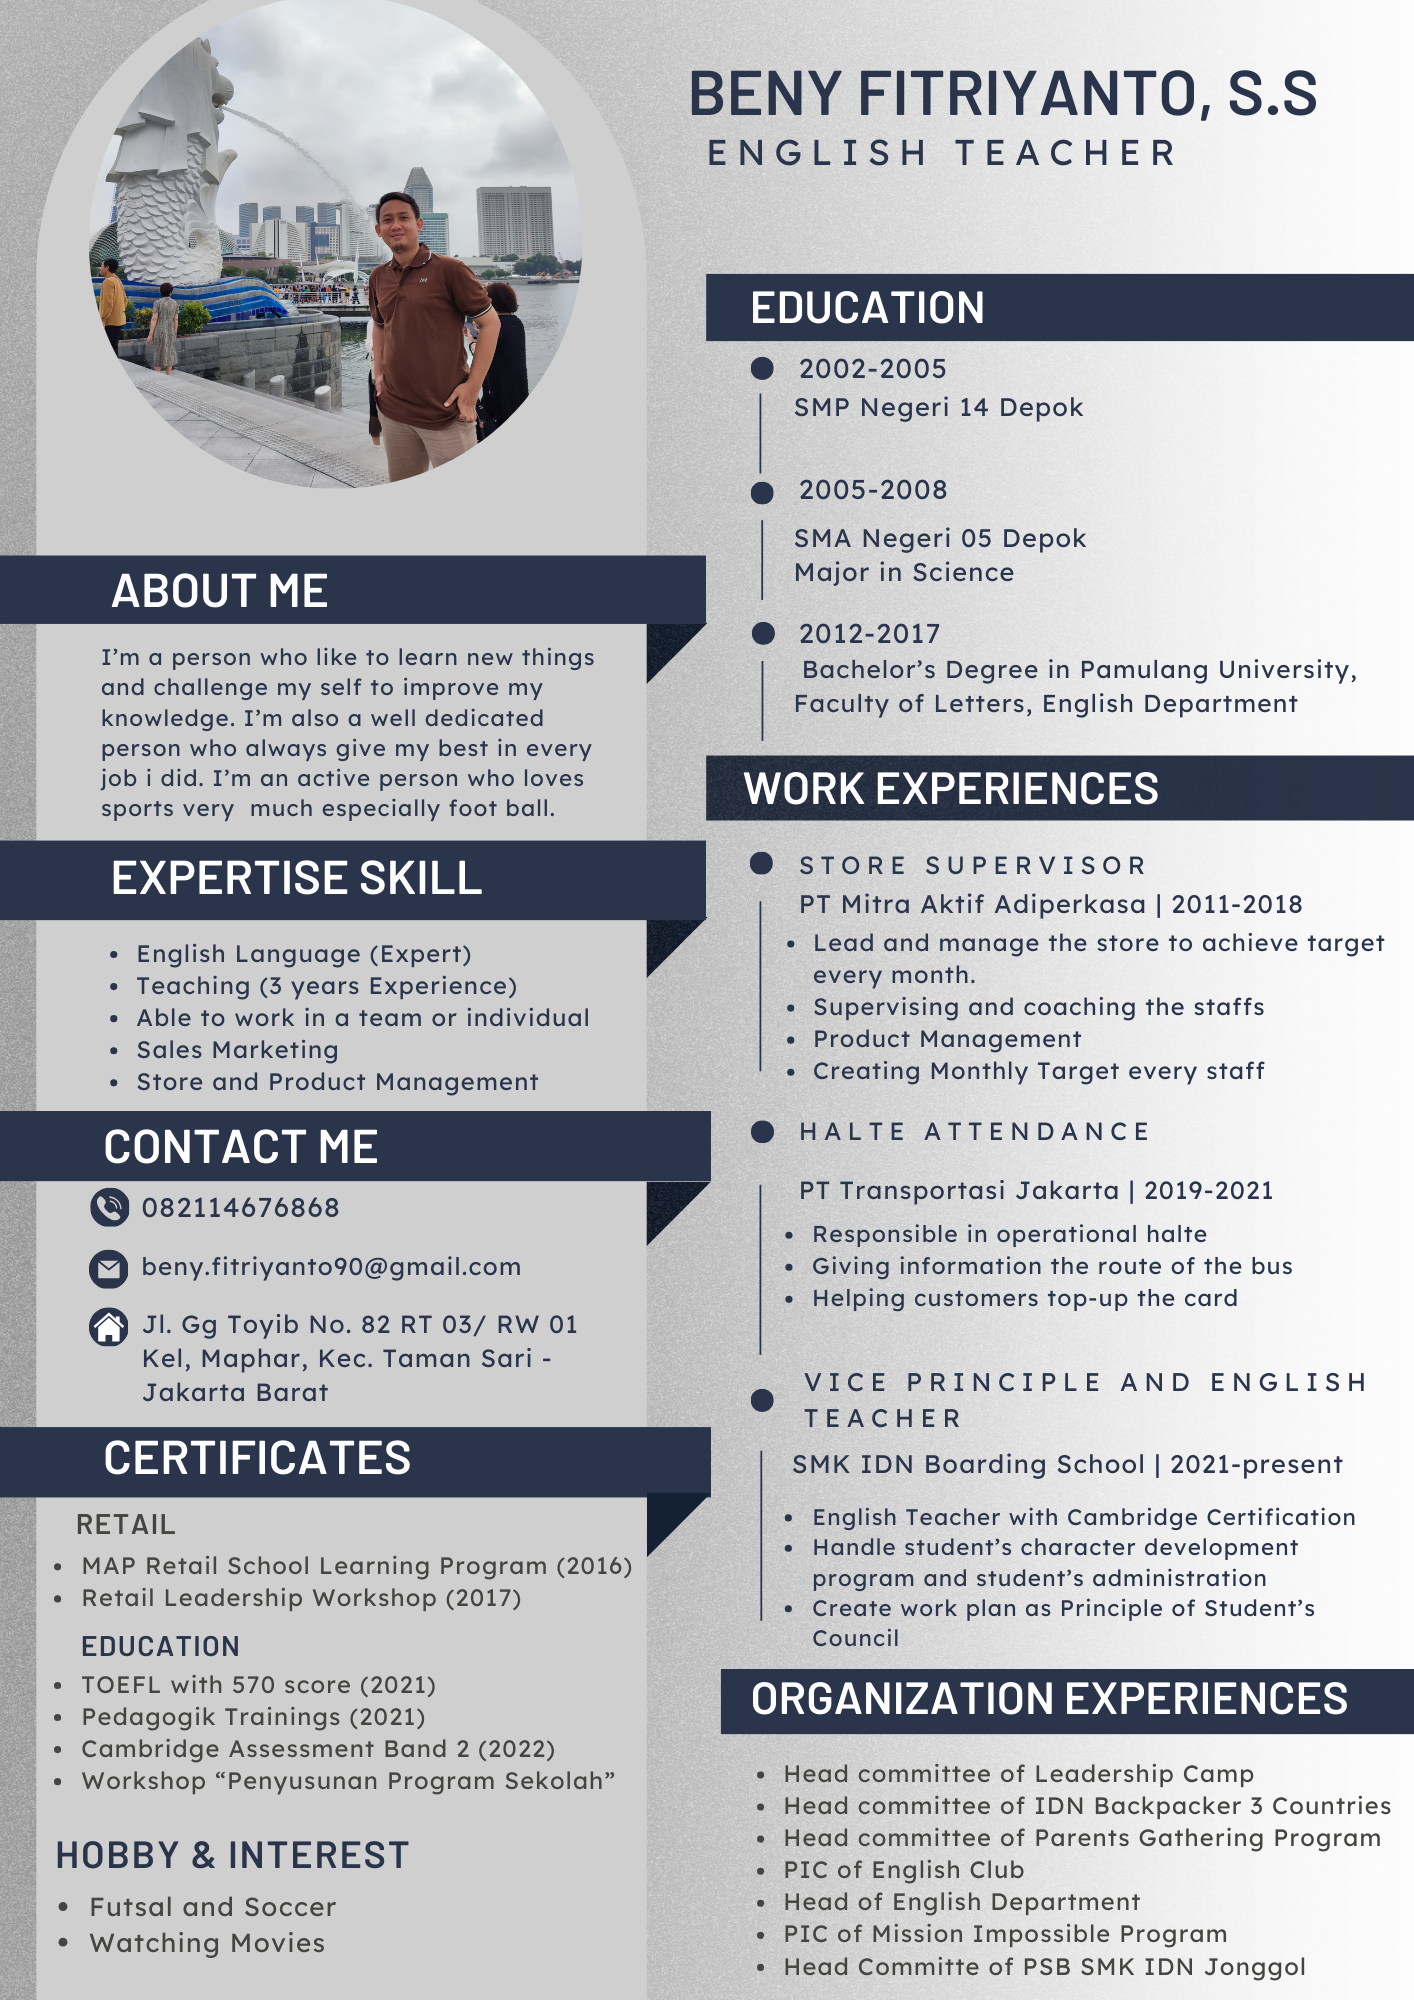 BENY FITRIYANTO, S.S
ENGLISH TEACHER
ABOUT ME
I'm a person who like to learn new things
and challenge my self to improve my
knowledge. I'm also a well dedicated
person who always give my best in every
job i did. I'm an active person who loves
sports very  much especially foot ball.
EXPERTISE SKILL
• English Language (Expert)
• Teaching (3 years Experience)
• Able to work in a team or individual
• Sales Marketing
• Store and Product Management
CONTACT ME
082114676868
beny.fitriyanto90@gmail.com
Jl. Gg Toyib No. 82 RT 03/ RW 01
Kel, Maphar, Kec. Taman Sari -
Jakarta Barat
CERTIFICATES
RETAIL
• MAP Retail School Learning Program (2016)
• Retail Leadership Workshop (2017)
EDUCATION
• TOEFL with 570 score (2021)
• Pedagogik Trainings (2021)
• Cambridge Assessment Band 2 (2022)
• Workshop “Penyusunan Program Sekolah”
HOBBY & INTEREST
• Futsal and Soccer
• Watching Movies
EDUCATION
2002-2005
SMP Negeri 14 Depok
2005-2008
SMA Negeri 05 Depok
Major in Science
2012-2017
Bachelor's Degree in Pamulang University,
Faculty of Letters, English Department
WORK EXPERIENCES
STORE SUPERVISOR
PT Mitra Aktif Adiperkasa | 2011-2018
• Lead and manage the store to achieve target
every month.
• Supervising and coaching the staffs
• Product Management
• Creating Monthly Target every staff
HALTE ATTENDANCE
PT Transportasi Jakarta | 2019-2021
• Responsible in operational halte
• Giving information the route of the bus
• Helping customers top-up the card
VICE PRINCIPLE AND ENGLISH
TEACHER
SMK IDN Boarding School | 2021-present
• English Teacher with Cambridge Certification
• Handle student's character development
program and student's administration
• Create work plan as Principle of Student's
Council
ORGANIZATION EXPERIENCES
• Head committee of Leadership Camp
• Head committee of IDN Backpacker 3 Countries
• Head committee of Parents Gathering Program
• PIC of English Club
• Head of English Department
• PIC of Mission Impossible Program
• Head Committe of PSB SMK IDN Jonggol